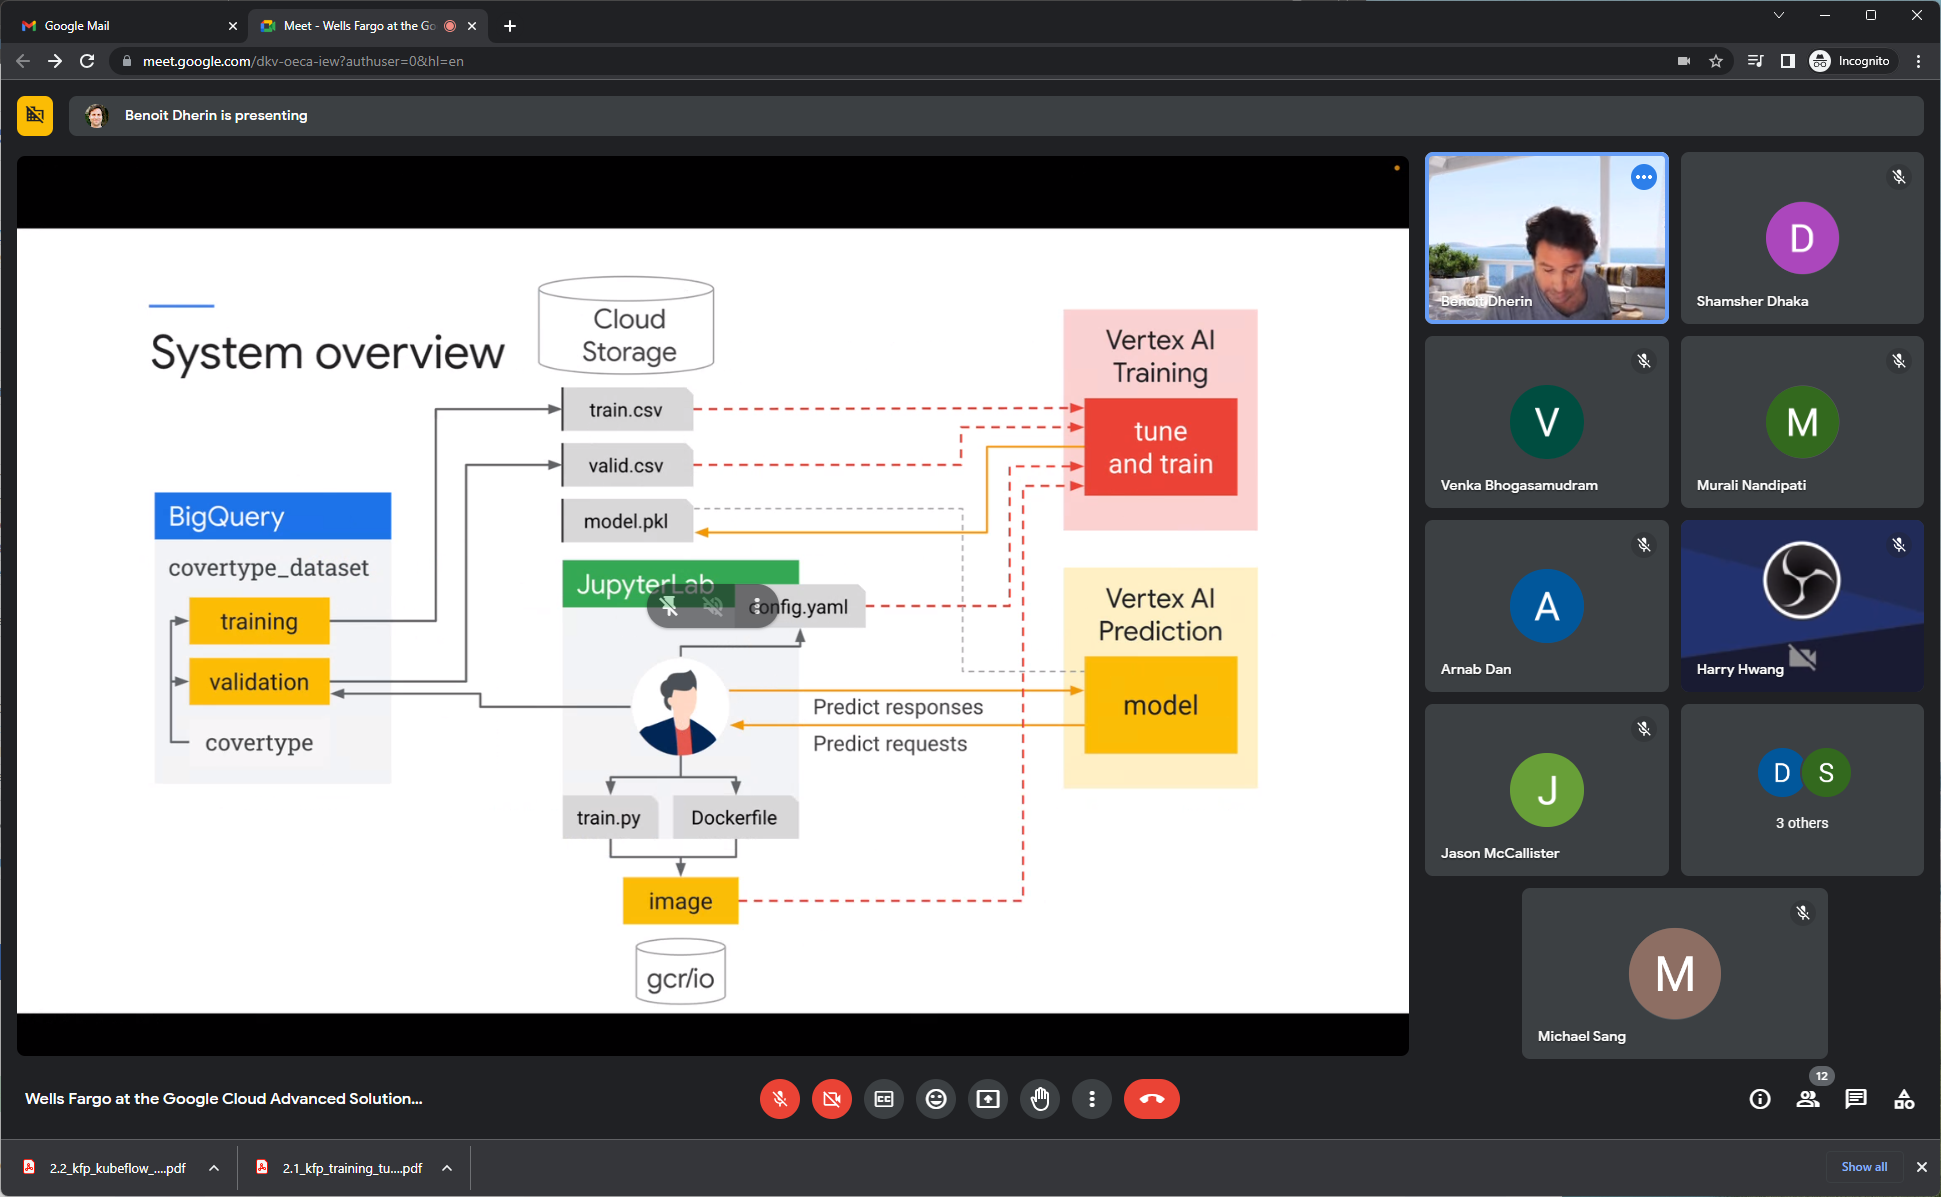 Google Mail
Meet - Wells Fargo at the Go
meet.google.com/dkv-oeca-iew?authuser=0&hl=en
Incognito
Benoit Dherin is presenting
System overview
Cloud
Storage
train.csv
valid.csv
model.pkl
BigQuery
covertype_dataset
training
validation
covertype
JupyterLab
config.yaml
Predict responses
Predict requests
train.py
Dockerfile
image
gcr/io
Vertex AI
Training
tune
and train
Vertex AI
Prediction
model
Benoit Dherin
D
Shamsher Dhaka
V
Venka Bhogasamudram
M
Murali Nandipati
A
Arnab Dan
Harry Hwang
J
Jason McCallister
D S
3 others
M
Michael Sang
Wells Fargo at the Google Cloud Advanced Solution...
CC
12
2.2_kfp_kubeflow_....pdf
2.1_kfp_training_tu....pdf
Show all